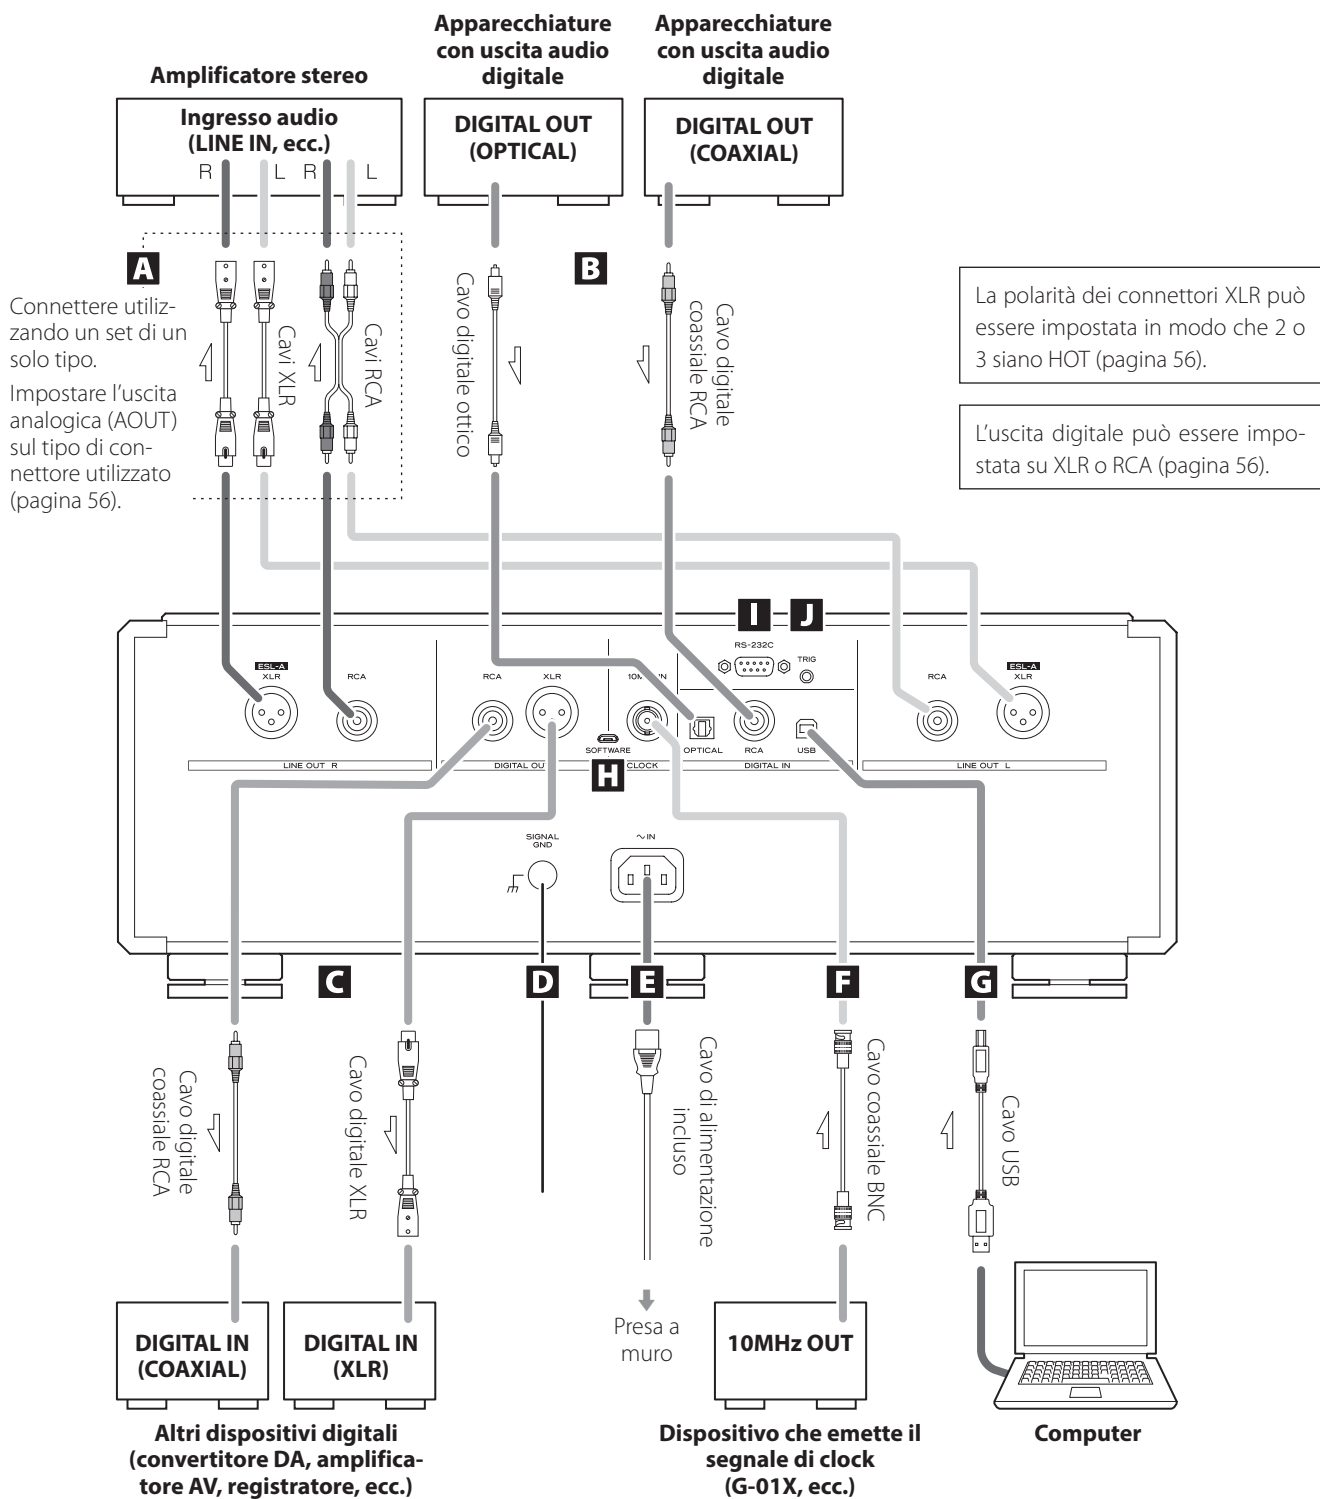 Apparecchiature
con uscita audio
digitale
Apparecchiature
con uscita audio
digitale
Amplificatore stereo
Ingresso audio
(LINE IN, ecc.)
R L R L
DIGITAL OUT
(OPTICAL)
DIGITAL OUT
(COAXIAL)
A
B
Connettere utiliz-
zando un set di un
solo tipo.
Impostare l'uscita
analogica (AOUT)
sul tipo di con-
nettore utilizzato
(pagina 56).
Cavi XLR
Cavi RCA
Cavo digitale ottico
Cavo digitale
coassiale RCA
La polarità dei connettori XLR può
essere impostata in modo che 2 o
3 siano HOT (pagina 56).
L'uscita digitale può essere impo-
stata su XLR o RCA (pagina 56).
I J
RS-232C
TRIG
ESL-A
XLR
RCA
RCA
XLR
RCA
ESL-A
XLR
SOFTWARE
OPTICAL
RCA
USB
LINE OUT R
DIGITAL
CLOCK
DIGITAL IN
LINE OUT L
H
SIGNAL
GND
~ IN
C
D
E
F
G
Cavo digitale
coassiale RCA
Cavo digitale XLR
Cavo di alimentazione
incluso
Cavo coassiale BNC
Cavo USB
DIGITAL IN
(COAXIAL)
DIGITAL IN
(XLR)
Presa a
muro
10MHz OUT
Altri dispositivi digitali
(convertitore DA, amplifica-
tore AV, registratore, ecc.)
Dispositivo che emette il
segnale di clock
(G-01X, ecc.)
Computer